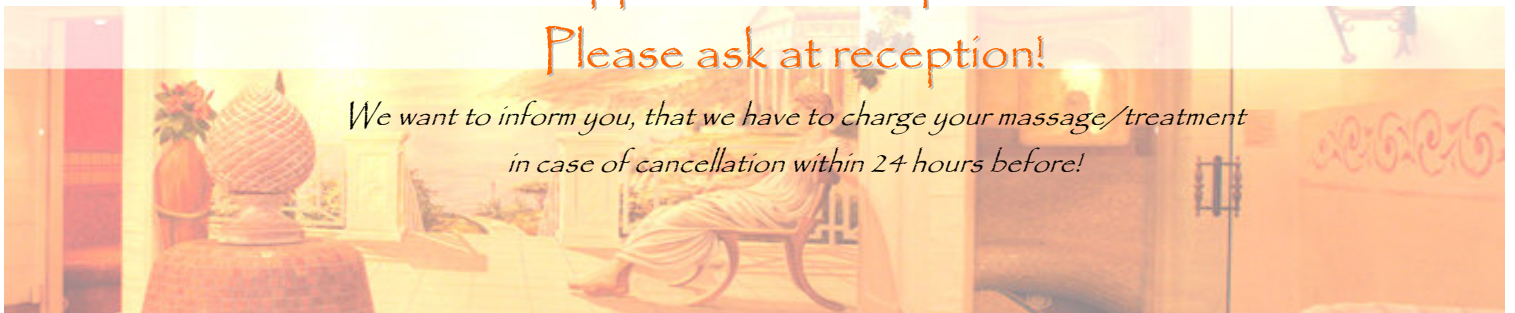 Please ask at reception!
We want to inform you, that we have to charge your massage/treatment
in case of cancellation within 24 hours before!